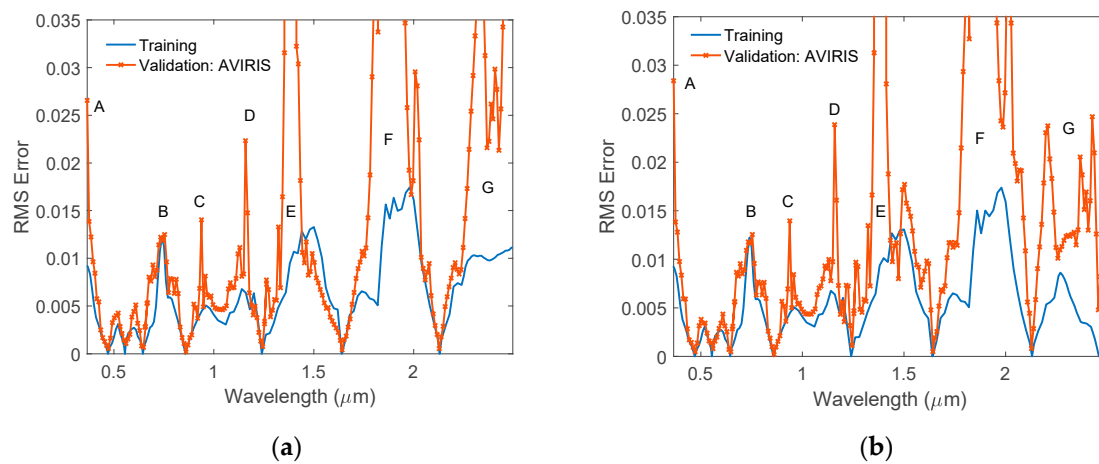 0.035
0.03
0.025
0.02
0.015
0.01
0.005
0
RMS Error
Training
Validation: AVIRIS
A
B
C
D
E
F
G
0.5
1
1.5
2
Wavelength (μm)
(a)
0.035
0.03
0.025
0.02
0.015
0.01
0.005
0
RMS Error
Training
Validation: AVIRIS
A
B
C
D
E
F
G
0.5
1
1.5
2
Wavelength (μm)
(b)